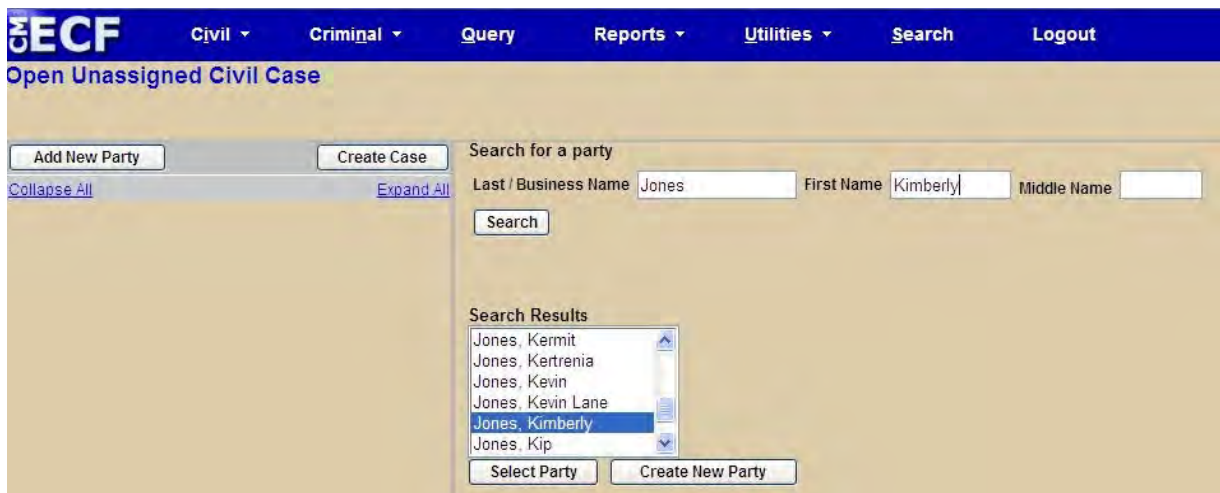 CM ECF Civil Criminal Query Reports Utilities Search Logout
Open Unassigned Civil Case
Add New Party Create Case
Collapse All Expand All
Search for a party
Last / Business Name Jones First Name Kimberly Middle Name
Search
Search Results
Jones, Kermit
Jones, Kertrenia
Jones, Kevin
Jones, Kevin Lane
Jones, Kimberly
Jones, Kip
Select Party Create New Party